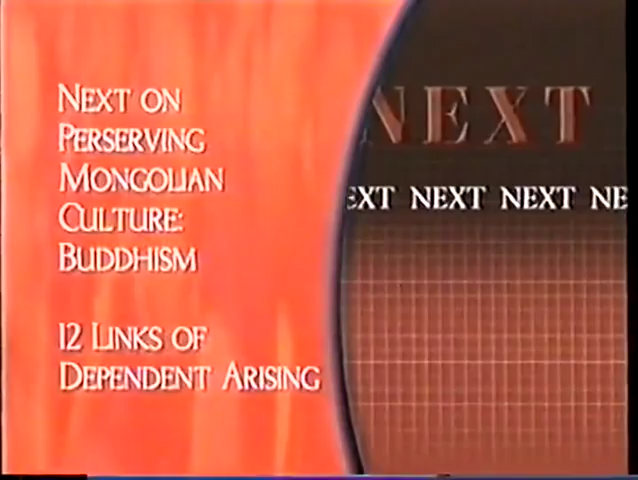 NEXT ON
PERSERVING
MONGOLIAN
CULTURE:
BUDDHISM
12 LINKS OF
DEPENDENT ARISING
NEXT
EXT NEXT NEXT NE